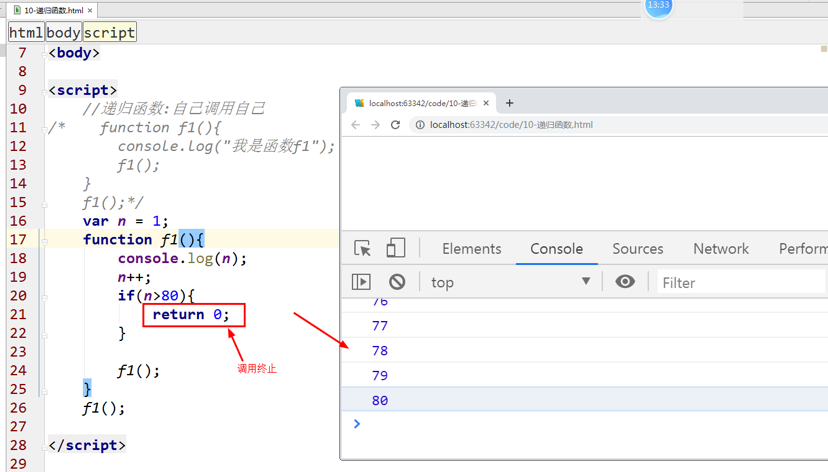 10-递归函数.html ×
13:33
html body script
7 <body>
8
9 <script>
10 //递归函数:自己调用自己
11 /* function f1(){
12 console.log("我是函数f1");
13 f1();
14 }
15 f1();*/
16 var n = 1;
17 function f1(){
18 console.log(n);
19 n++;
20 if(n>80){
21 return 0;
22 }
23
24 f1();
25 }
26 f1();
27
28 </script>
29
调用终止
localhost:63342/code/10-递归 × +
localhost:63342/code/10-递归函数.html
Elements Console Sources Network Perform
top Filter
76
77
78
79
80